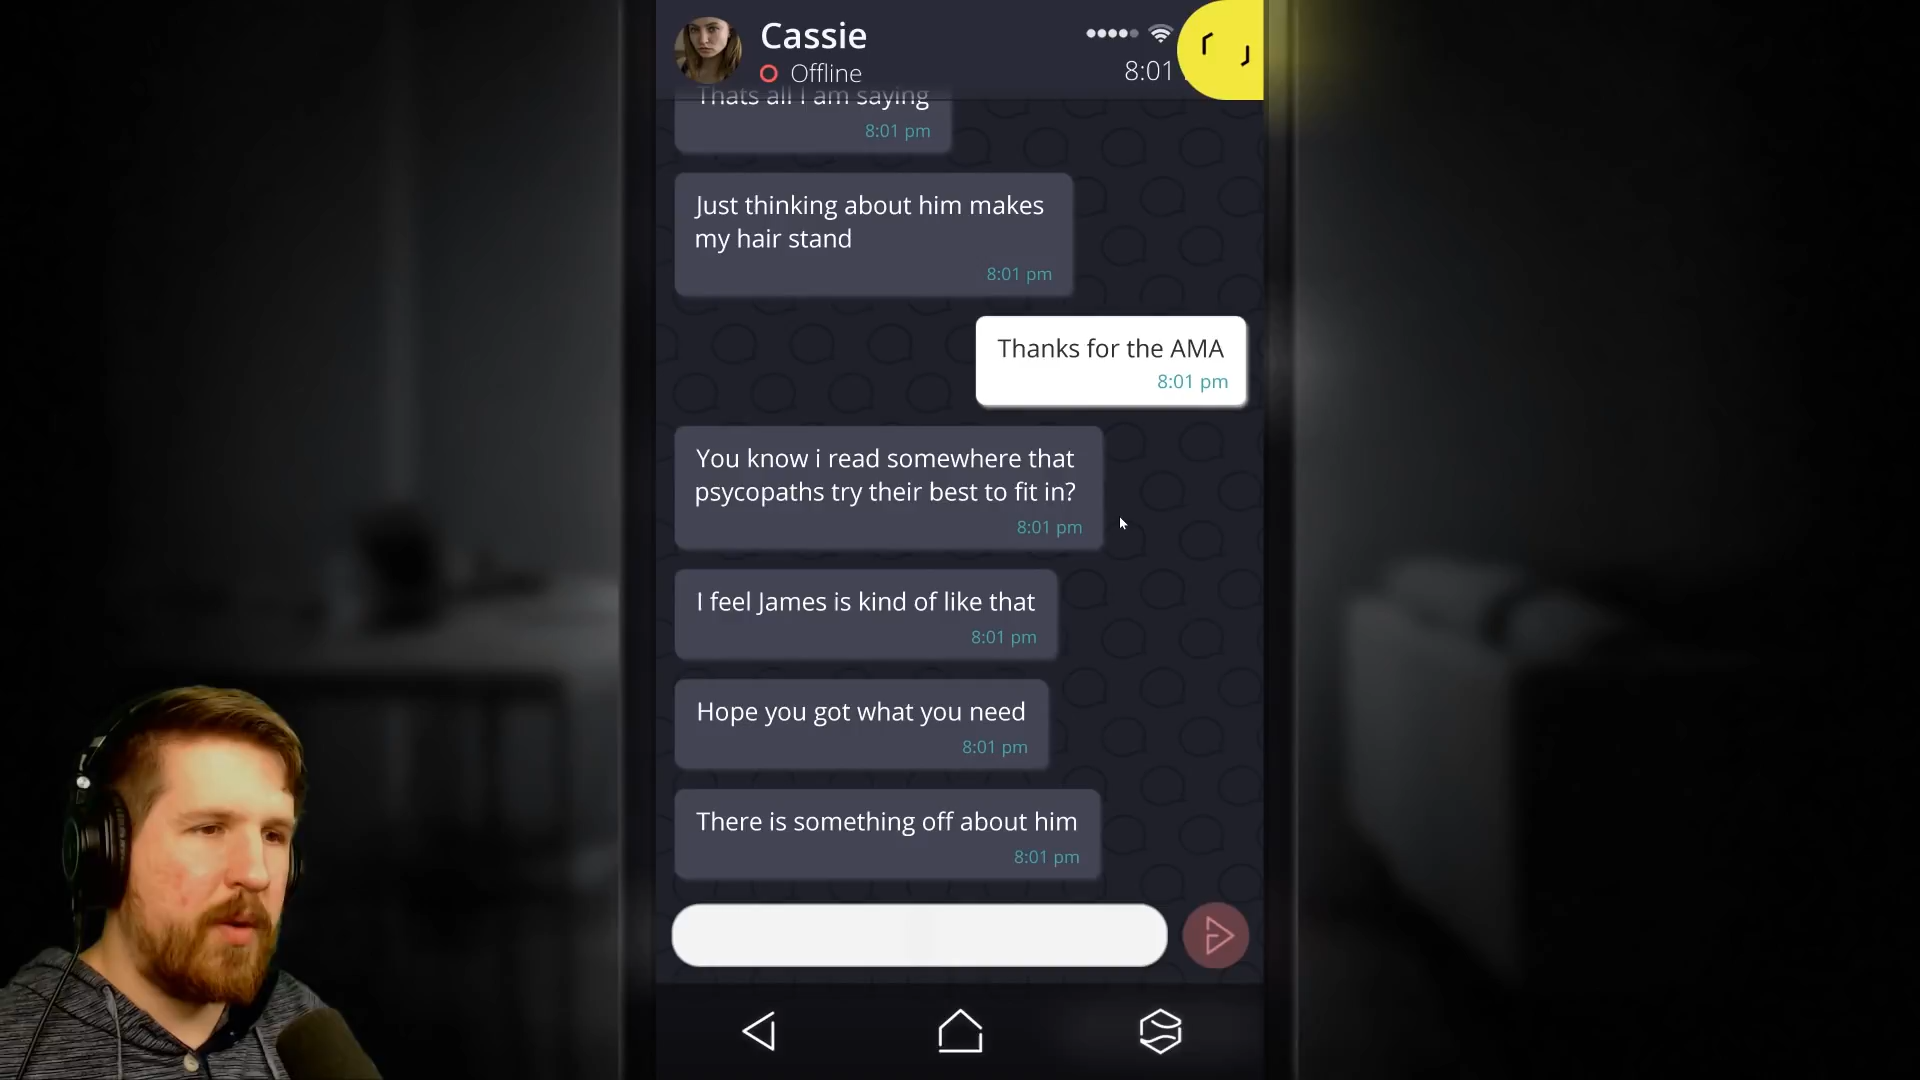 Cassie
Offline
8:01
Thats all i am saying
8:01 pm
Just thinking about him makes
my hair stand
8:01 pm
Thanks for the AMA
8:01 pm
You know i read somewhere that
psycopaths try their best to fit in?
8:01 pm
I feel James is kind of like that
8:01 pm
Hope you got what you need
8:01 pm
There is something off about him
8:01 pm